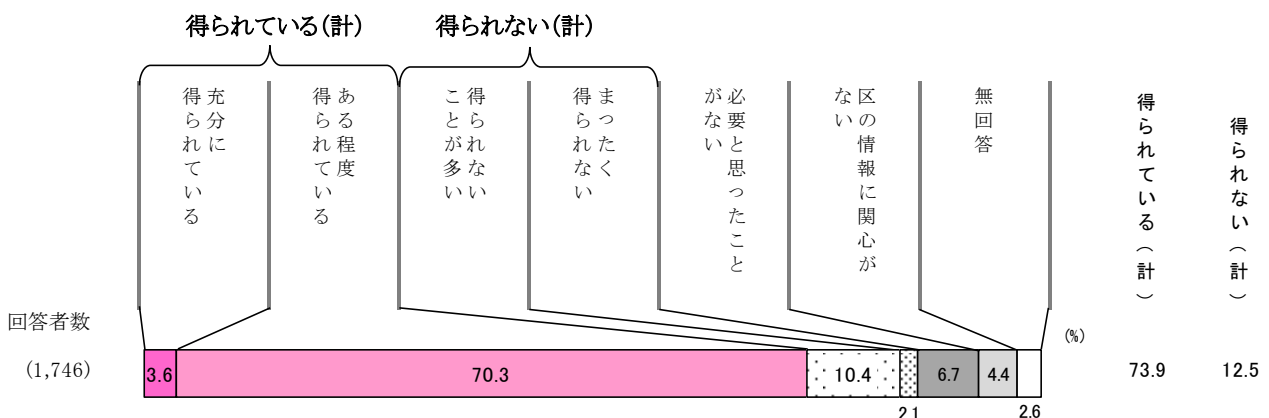 得られている(計)
得られない(計)
充分に
得られている
ある程度
得られている
得られない
ことが多い
まったく
得られない
必要と思ったこと
がない
区の情報に関心が
ない
無回答
得られている(計)
得られない(計)
回答者数
(%)
(1,746)
3.6
70.3
10.4
2.1
6.7
4.4
2.6
73.9
12.5